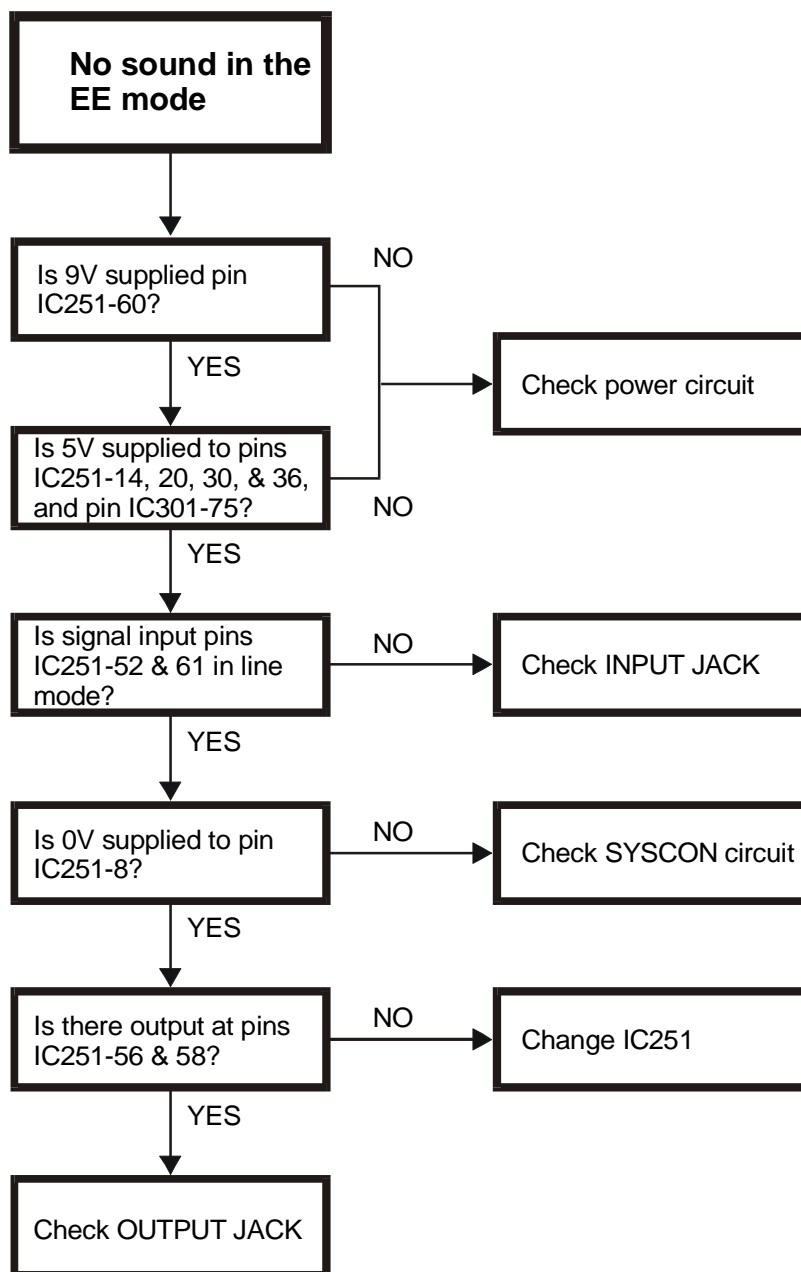 No sound in the
EE mode
Is 9V supplied pin
IC251-60?
NO
YES
Check power circuit
Is 5V supplied to pins
IC251-14, 20, 30, & 36,
and pin IC301-75?
NO
YES
Is signal input pins
IC251-52 & 61 in line
mode?
NO
Check INPUT JACK
YES
Is 0V supplied to pin
IC251-8?
NO
Check SYSCON circuit
YES
Is there output at pins
IC251-56 & 58?
NO
Change IC251
YES
Check OUTPUT JACK